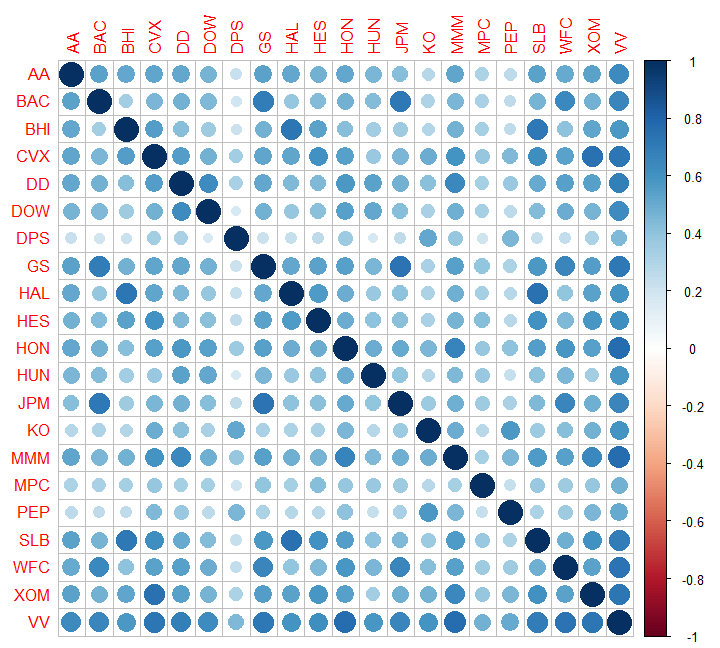 AA BAC BHI CVX DD DOW DPS GS HAL HES HON HUN JPM KO MMM MPC PEP SLB WFC XOM VV
AA
BAC
BHI
CVX
DD
DOW
DPS
GS
HAL
HES
HON
HUN
JPM
KO
MMM
MPC
PEP
SLB
WFC
XOM
VV
1
0.8
0.6
0.4
0.2
0
-0.2
-0.4
-0.6
-0.8
-1